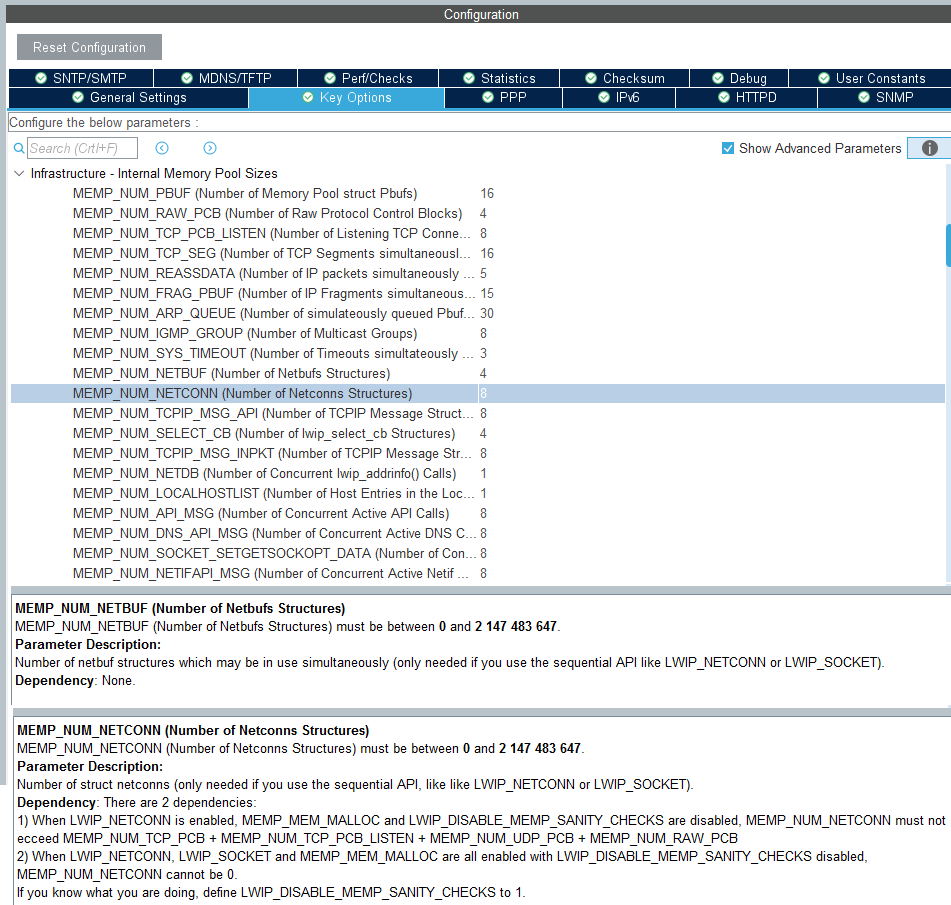 Configuration
Reset Configuration
SNTP/SMTP MDNS/TFTP Perf/Checks Statistics Checksum Debug User Constants
General Settings Key Options PPP IPv6 HTTPD SNMP
Configure the below parameters :
Search (Crtl+F) Show Advanced Parameters
Infrastructure - Internal Memory Pool Sizes
MEMP_NUM_PBUF (Number of Memory Pool struct Pbufs) 16
MEMP_NUM_RAW_PCB (Number of Raw Protocol Control Blocks) 4
MEMP_NUM_TCP_PCB_LISTEN (Number of Listening TCP Conne... 8
MEMP_NUM_TCP_SEG (Number of TCP Segments simultaneousl... 16
MEMP_NUM_REASSDATA (Number of IP packets simultaneously ... 5
MEMP_NUM_FRAG_PBUF (Number of IP Fragments simultaneous... 15
MEMP_NUM_ARP_QUEUE (Number of simulateously queued Pbuf... 30
MEMP_NUM_IGMP_GROUP (Number of Multicast Groups) 8
MEMP_NUM_SYS_TIMEOUT (Number of Timeouts simultateously ... 3
MEMP_NUM_NETBUF (Number of Netbufs Structures) 4
MEMP_NUM_NETCONN (Number of Netconns Structures) 8
MEMP_NUM_TCPIP_MSG_API (Number of TCPIP Message Struct... 8
MEMP_NUM_SELECT_CB (Number of lwip_select_cb Structures) 4
MEMP_NUM_TCPIP_MSG_INPKT (Number of TCPIP Message Str... 8
MEMP_NUM_NETDB (Number of Concurrent lwip_addrinfo() Calls) 1
MEMP_NUM_LOCALHOSTLIST (Number of Host Entries in the Loc... 1
MEMP_NUM_API_MSG (Number of Concurrent Active API Calls) 8
MEMP_NUM_DNS_API_MSG (Number of Concurrent Active DNS C... 8
MEMP_NUM_SOCKET_SETGETSOCKOPT_DATA (Number of Con... 8
MEMP_NUM_NETIFAPI_MSG (Number of Concurrent Active Netif ... 8
MEMP_NUM_NETBUF (Number of Netbufs Structures)
MEMP_NUM_NETBUF (Number of Netbufs Structures) must be between 0 and 2 147 483 647.
Parameter Description:
Number of netbuf structures which may be in use simultaneously (only needed if you use the sequential API like LWIP_NETCONN or LWIP_SOCKET).
Dependency: None.
MEMP_NUM_NETCONN (Number of Netconns Structures)
MEMP_NUM_NETCONN (Number of Netconns Structures) must be between 0 and 2 147 483 647.
Parameter Description:
Number of struct netconns (only needed if you use the sequential API, like like LWIP_NETCONN or LWIP_SOCKET).
Dependency: There are 2 dependencies:
1) When LWIP_NETCONN is enabled, MEMP_MEM_MALLOC and LWIP_DISABLE_MEMP_SANITY_CHECKS are disabled, MEMP_NUM_NETCONN must not
ecceed MEMP_NUM_TCP_PCB + MEMP_NUM_TCP_PCB_LISTEN + MEMP_NUM_UDP_PCB + MEMP_NUM_RAW_PCB
2) When LWIP_NETCONN, LWIP_SOCKET and MEMP_MEM_MALLOC are all enabled with LWIP_DISABLE_MEMP_SANITY_CHECKS disabled,
MEMP_NUM_NETCONN cannot be 0.
If you know what you are doing, define LWIP_DISABLE_MEMP_SANITY_CHECKS to 1.